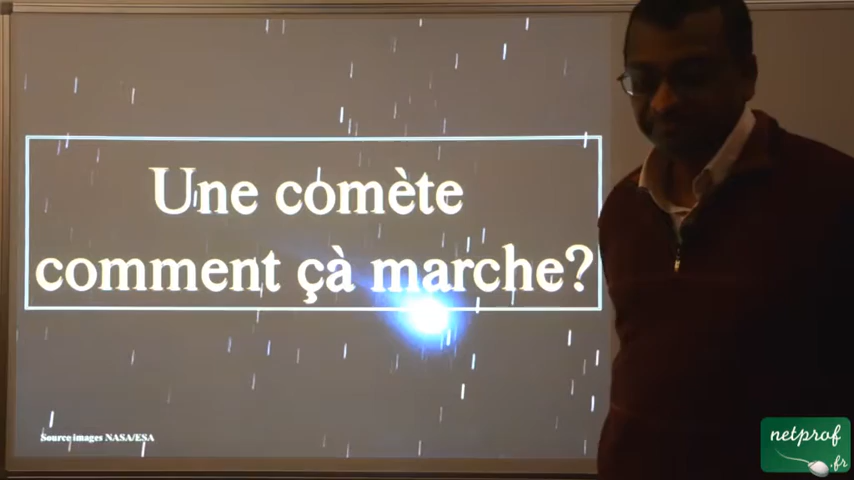 Une comète
comment çà marche?
Source images NASA/ESA
netprof
.fr